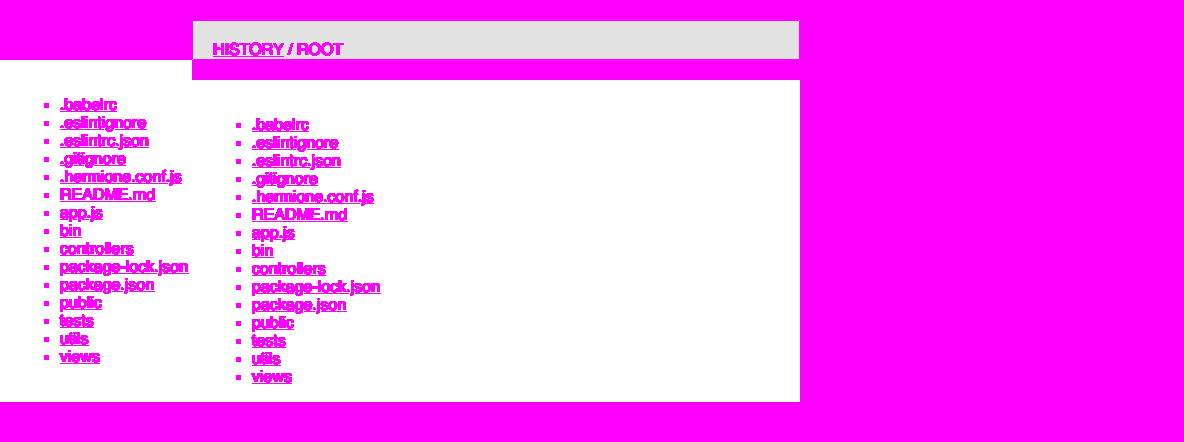 HISTORY / ROOT
.babelrc
.eslintignore
.eslintrc.json
.gitignore
.hermione.conf.js
README.md
app.js
bin
controllers
package-lock.json
package.json
public
tests
utils
views
.babelrc
.eslintignore
.eslintrc.json
.gitignore
.hermione.conf.js
README.md
app.js
bin
controllers
package-lock.json
package.json
public
tests
utils
views